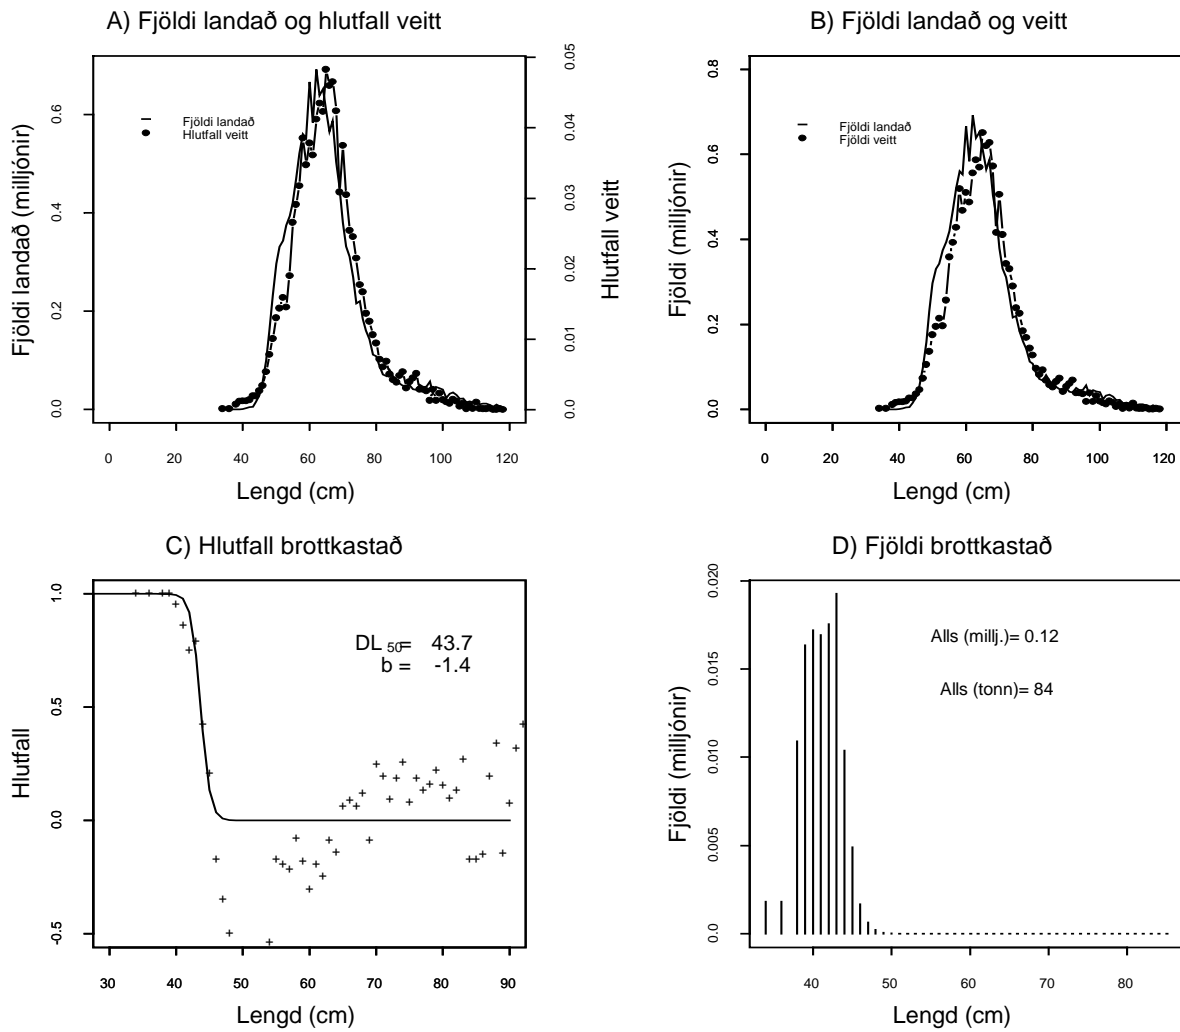 A) Fjöldi landað og hlutfall veitt
Fjöldi landað (milljónir)
0.0 0.2 0.4 0.6
Fjöldi landað
Hlutfall veitt
Hlutfall veitt
0.0 0.01 0.02 0.03 0.04 0.05
0 20 40 60 80 100 120
Lengd (cm)
B) Fjöldi landað og veitt
Fjöldi (milljónir)
0.0 0.2 0.4 0.6 0.8
Fjöldi landað
Fjöldi veitt
0 20 40 60 80 100 120
Lengd (cm)
C) Hlutfall brottkastað
Hlutfall
-0.5 0.0 0.5 1.0
DL 50= 43.7
b = -1.4
30 40 50 60 70 80 90
Lengd (cm)
D) Fjöldi brottkastað
Fjöldi (milljónir)
0.0 0.005 0.010 0.015 0.020
Alls (millj.)= 0.12
Alls (tonn)= 84
40 50 60 70 80
Lengd (cm)